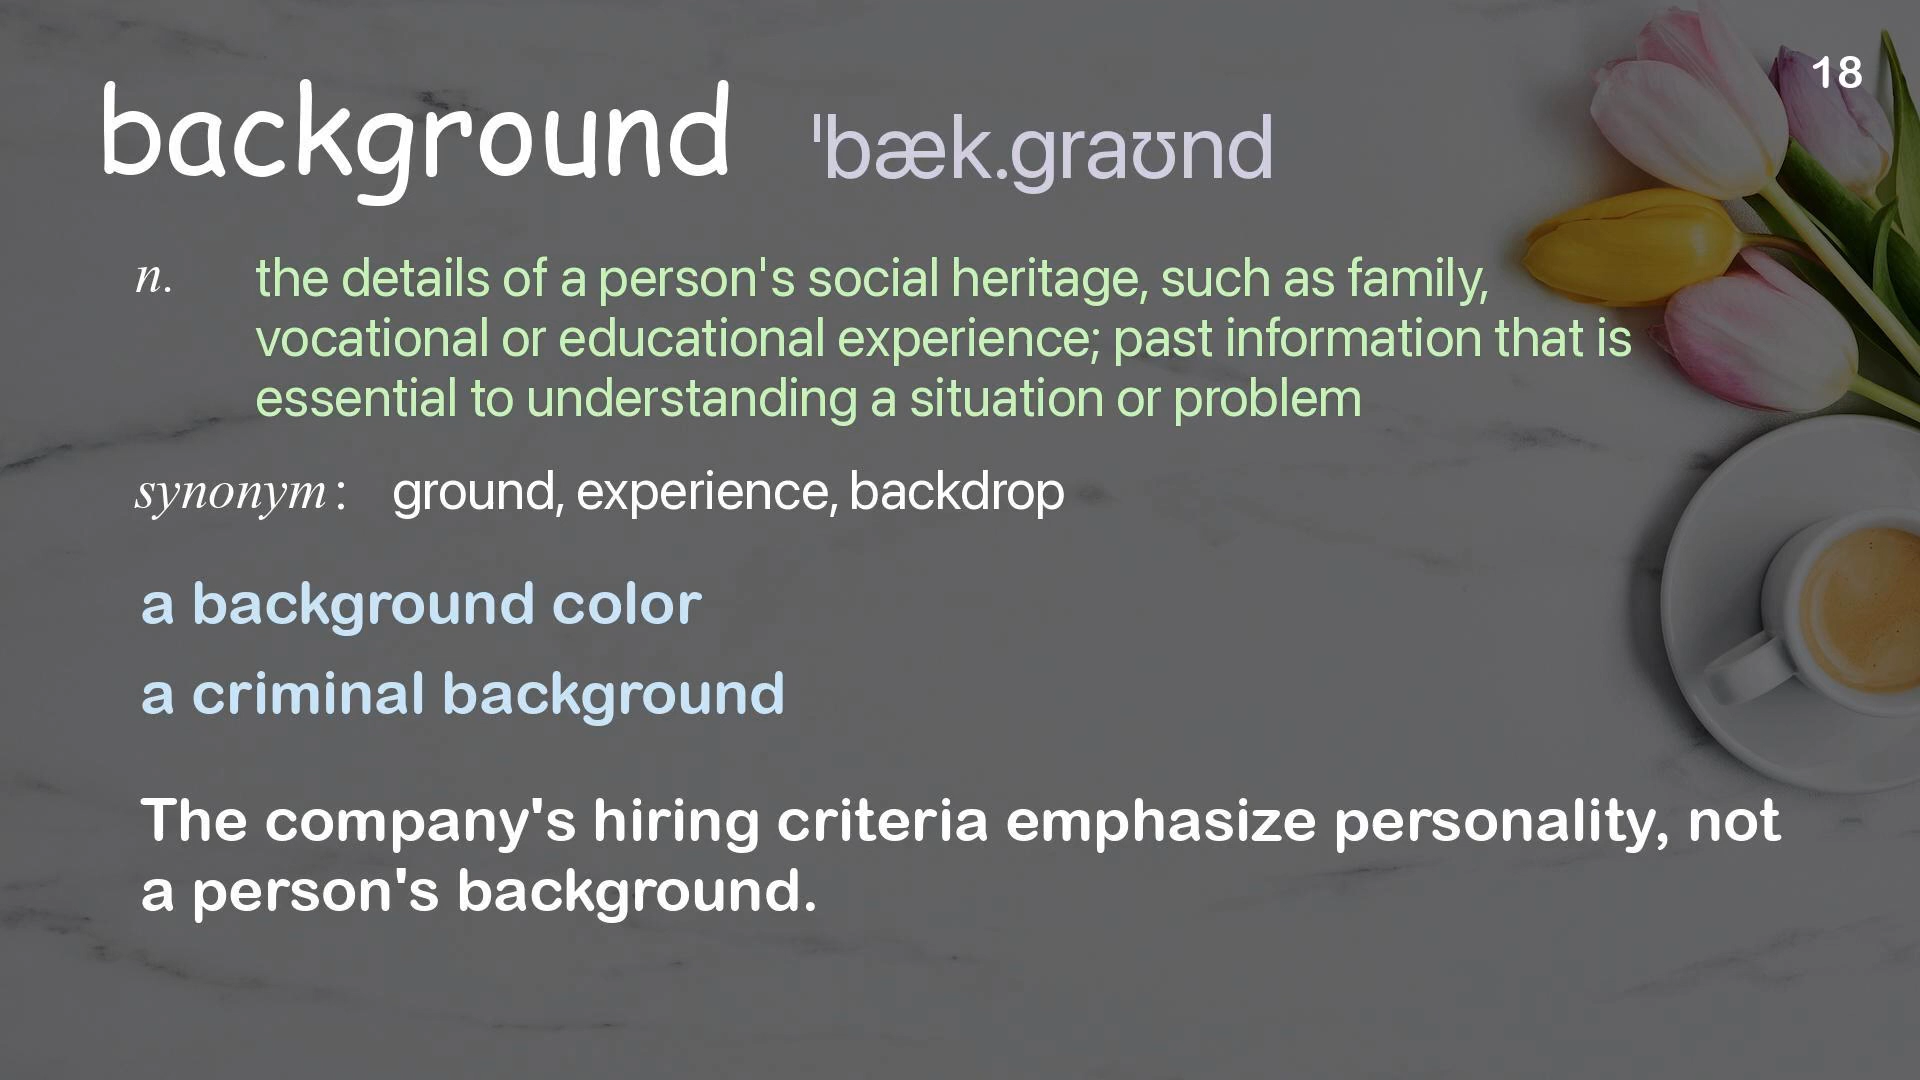 18
background ˈbæk.graʊnd
n. the details of a person's social heritage, such as family,
vocational or educational experience; past information that is
essential to understanding a situation or problem
synonym: ground, experience, backdrop
a background color
a criminal background
The company's hiring criteria emphasize personality, not
a person's background.